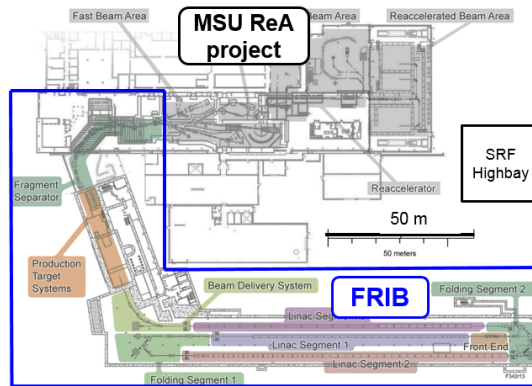 Fast Beam Area
MSU ReA
project
Beam Area
Reaccelerated Beam Area
SRF
Highbay
Fragment
Separator
Reaccelerator
50 m
50 meters
Production
Target
Systems
Beam Delivery System
FRIB
Folding Segment 2
Linac Segment
Linac Segment 1
Front End
Linac Segment 2
Folding Segment 1